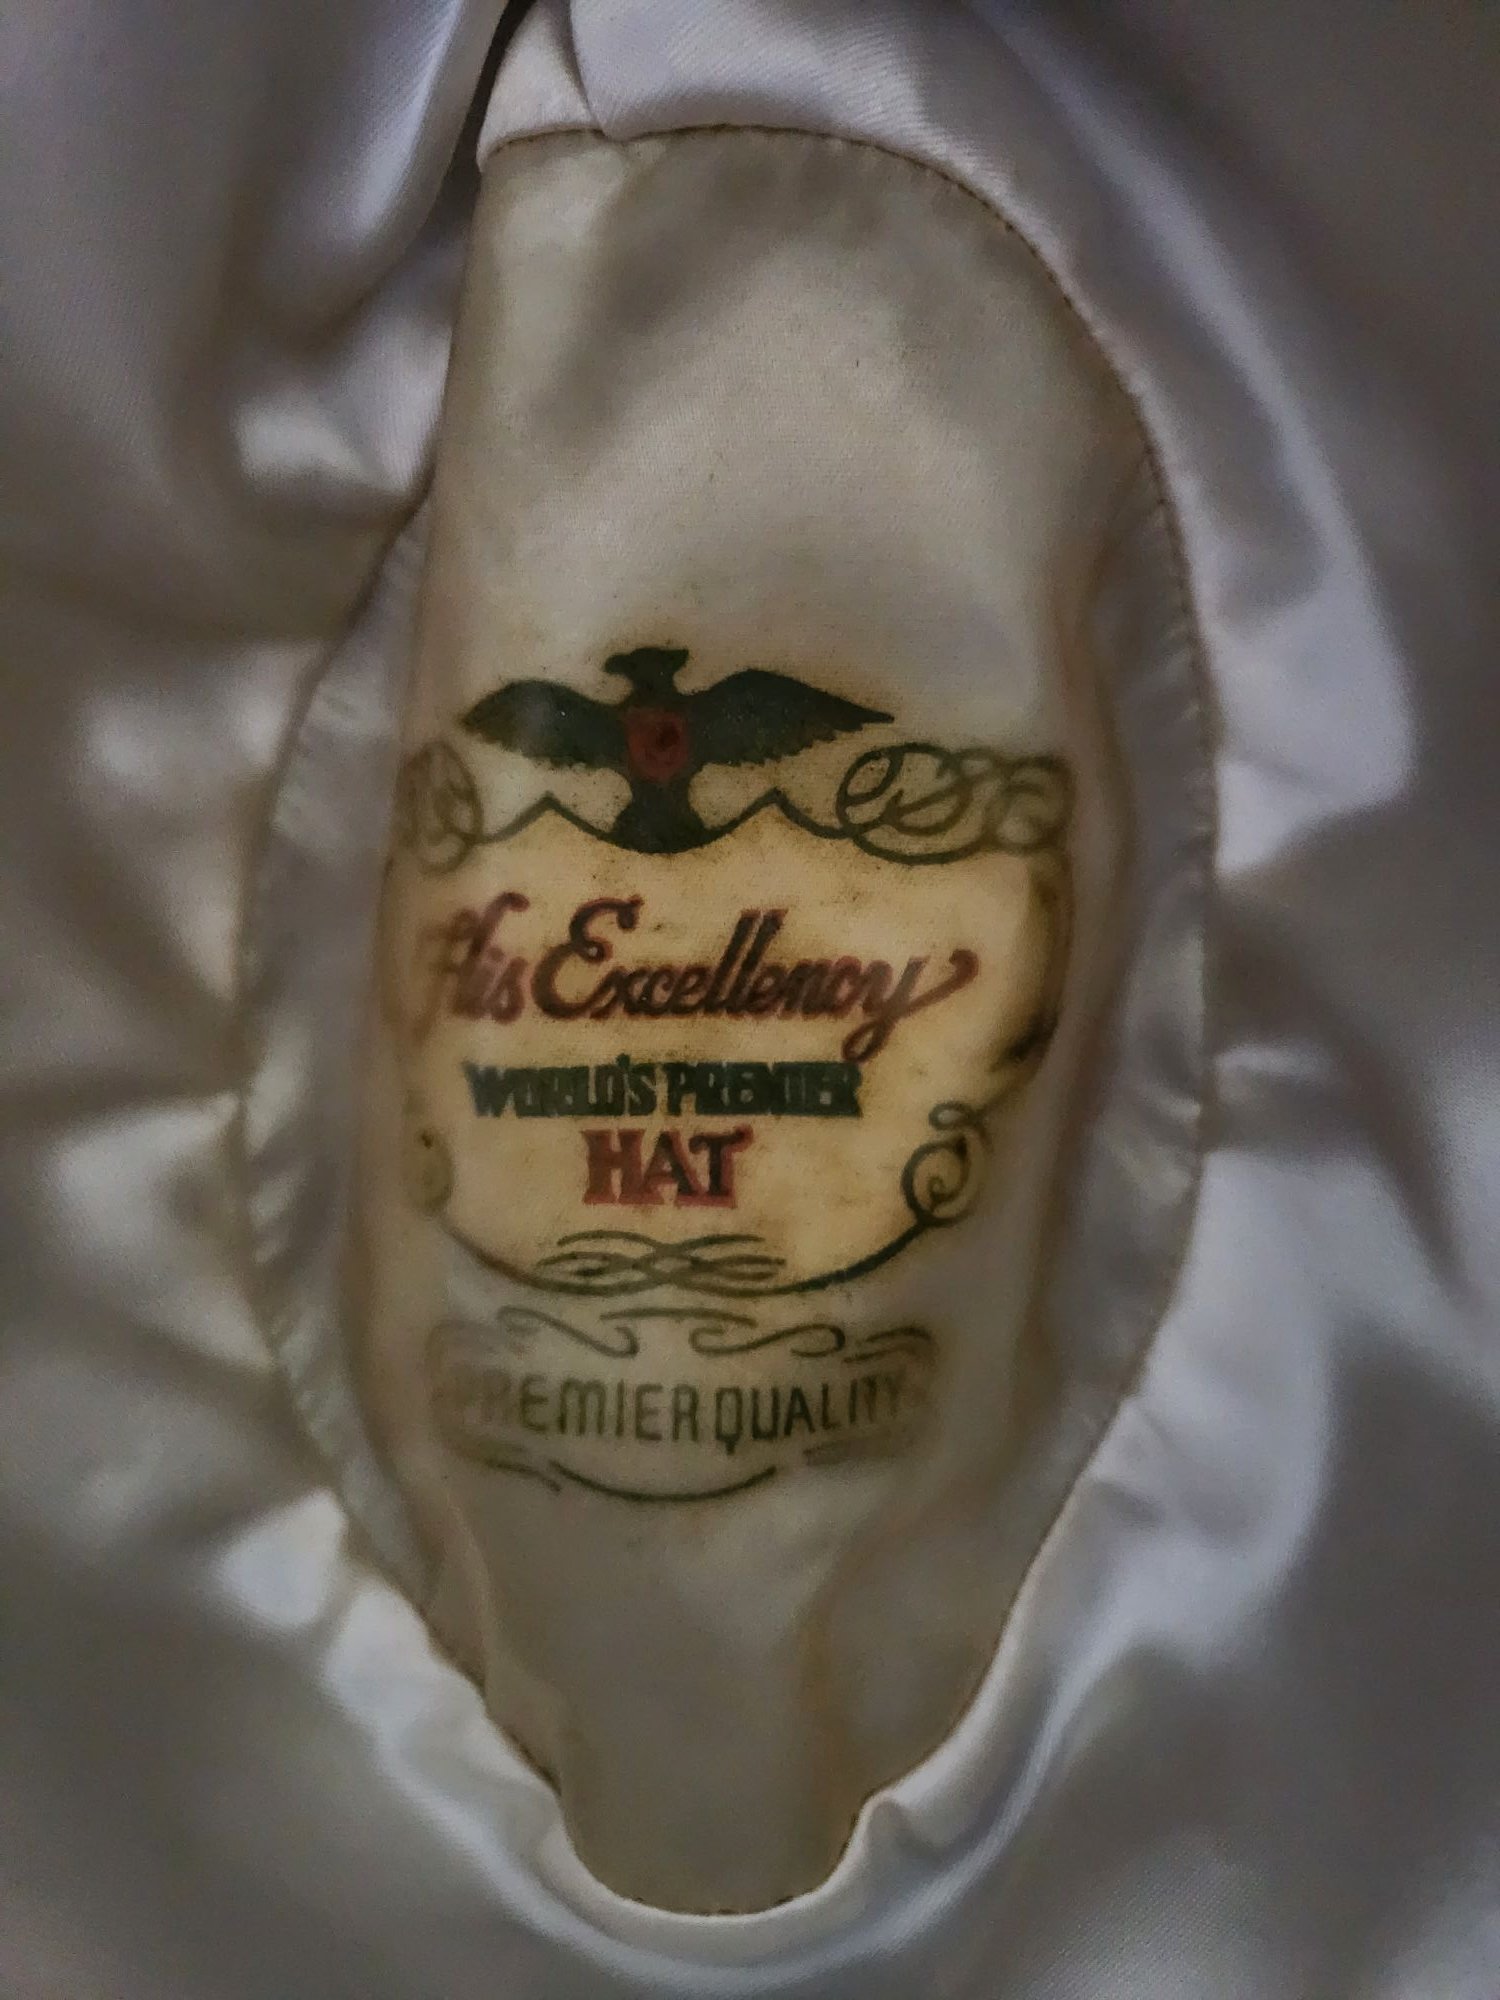 His Excellency
WORLD'S PREMIER
HAT
PREMIER QUALITY